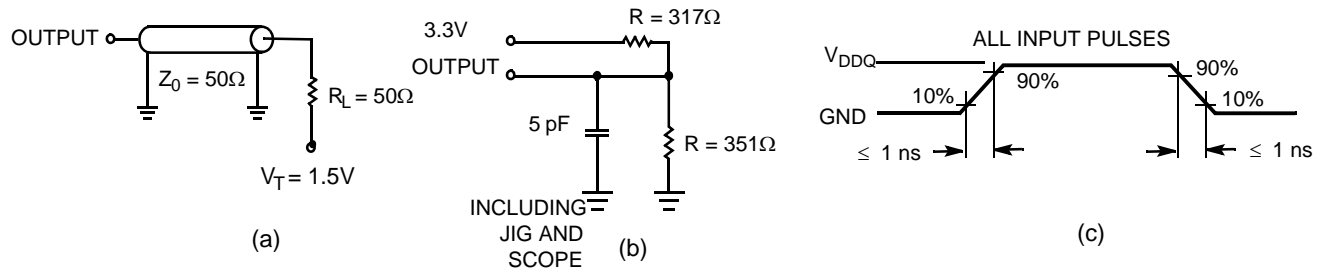 OUTPUT
Z0 = 50Ω
RL = 50Ω
VT = 1.5V
(a)
R = 317Ω
3.3V
OUTPUT
5 pF
R = 351Ω
INCLUDING
JIG AND
SCOPE
(b)
ALL INPUT PULSES
VDDQ
90%
90%
10%
10%
GND
≤ 1 ns
≤ 1 ns
(c)